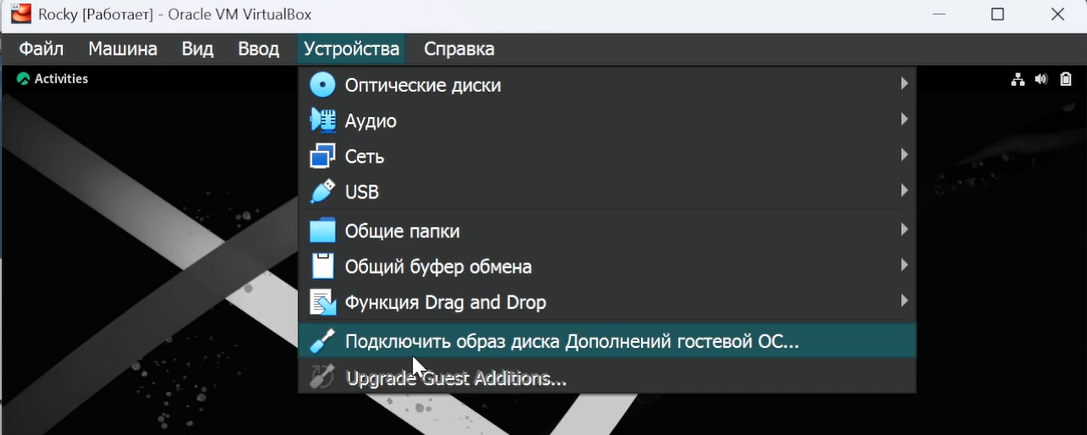 Rocky [Работает] - Oracle VM VirtualBox
Файл Машина Вид Ввод Устройства Справка
Activities
Оптические диски
Аудио
Сеть
USB
Общие папки
Общий буфер обмена
Функция Drag and Drop
Подключить образ диска Дополнений гостевой ОС...
Upgrade Guest Additions...